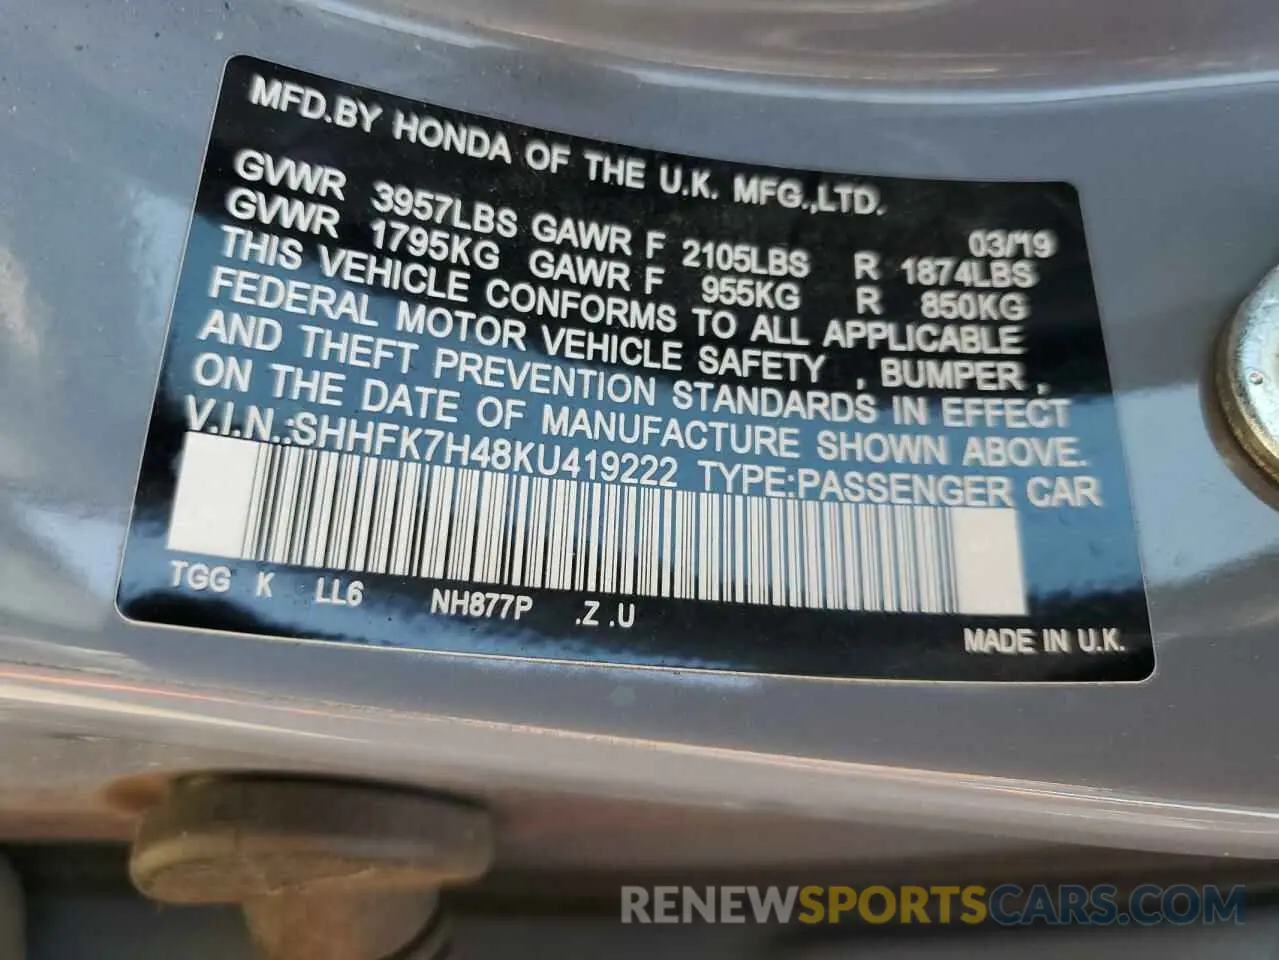 MFD.BY HONDA OF THE U.K. MFG.,LTD.
03/'19
GVWR 3957LBS GAWR F 2105LBS R 1874LBS
GVWR 1795KG GAWR F 955KG R 850KG
THIS VEHICLE CONFORMS TO ALL APPLICABLE
FEDERAL MOTOR VEHICLE SAFETY , BUMPER ,
AND THEFT PREVENTION STANDARDS IN EFFECT
ON THE DATE OF MANUFACTURE SHOWN ABOVE.
V.I.N.:SHHFK7H48KU419222 TYPE:PASSENGER CAR
TGG K LL6 NH877P .Z .U
MADE IN U.K.
RENEWSPORTSCARS.COM